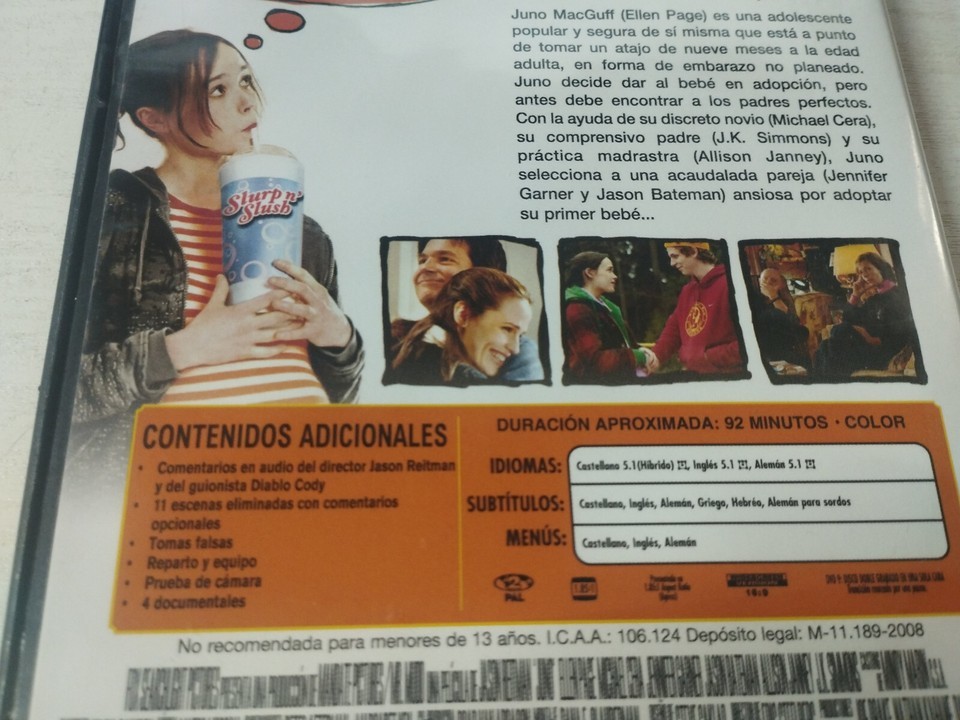 Juno MacGuff (Ellen Page) es una adolescente
popular y segura de sí misma que está a punto
de tomar un atajo de nueve meses a la edad
adulta, en forma de embarazo no planeado.
Juno decide dar al bebé en adopción, pero
antes debe encontrar a los padres perfectos.
Con la ayuda de su discreto novio (Michael Cera),
su comprensivo padre (J.K. Simmons) y su
práctica madrastra (Allison Janney), Juno
selecciona a una acaudalada pareja (Jennifer
Garner y Jason Bateman) ansiosa por adoptar
su primer bebé...
Slurp n'
Slush
CONTENIDOS ADICIONALES
• Comentarios en audio del director Jason Reitman
y del guionista Diablo Cody
• 11 escenas eliminadas con comentarios
opcionales
• Tomas falsas
• Reparto y equipo
• Prueba de cámara
• 4 documentales
DURACIÓN APROXIMADA: 92 MINUTOS · COLOR
IDIOMAS: Castellano 5.1(Híbrido), Inglés 5.1, Alemán 5.1
SUBTÍTULOS: Castellano, Inglés, Alemán, Griego, Hebréo, Alemán para sordos
MENÚS: Castellano, Inglés, Alemán
2
PAL
1.85:1
WIDESCREEN
16:9
No recomendada para menores de 13 años. I.C.A.A.: 106.124 Depósito legal: M-11.189-2008